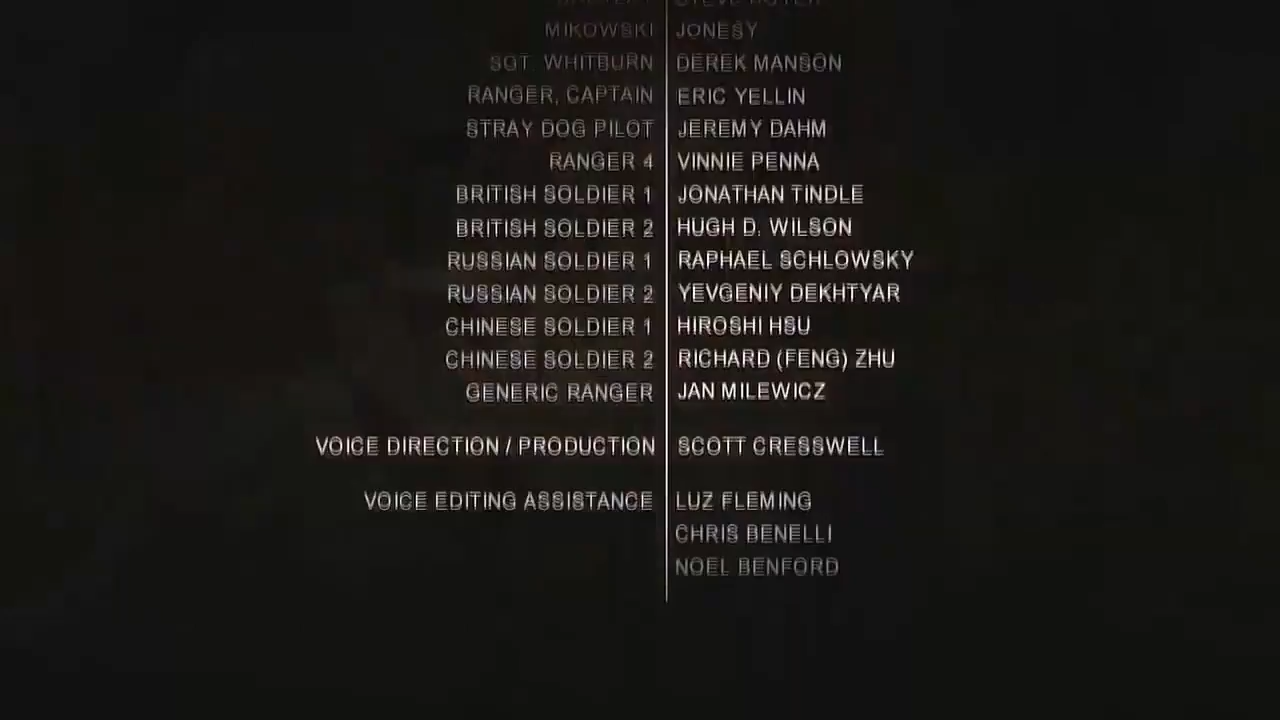 MIKOWSKI JONESY
SGT. WHITBURN DEREK MANSON
RANGER, CAPTAIN ERIC YELLIN
STRAY DOG PILOT JEREMY DAHM
RANGER 4 VINNIE PENNA
BRITISH SOLDIER 1 JONATHAN TINDLE
BRITISH SOLDIER 2 HUGH D. WILSON
RUSSIAN SOLDIER 1 RAPHAEL SCHLOWSKY
RUSSIAN SOLDIER 2 YEVGENIY DEKHTYAR
CHINESE SOLDIER 1 HIROSHI HSU
CHINESE SOLDIER 2 RICHARD (FENG) ZHU
GENERIC RANGER JAN MILEWICZ
VOICE DIRECTION / PRODUCTION SCOTT CRESSWELL
VOICE EDITING ASSISTANCE LUZ FLEMING
CHRIS BENELLI
NOEL BENFORD